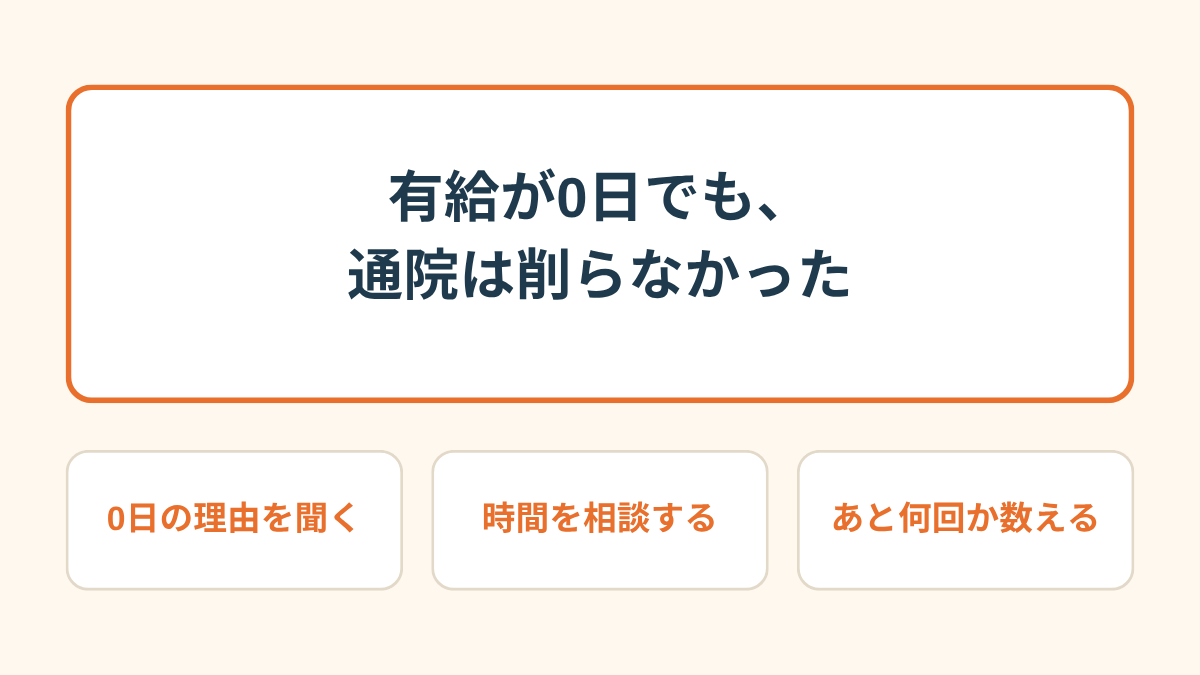 有給が0日でも、
通院は削らなかった
0日の理由を聞く
時間を相談する
あと何回か数える